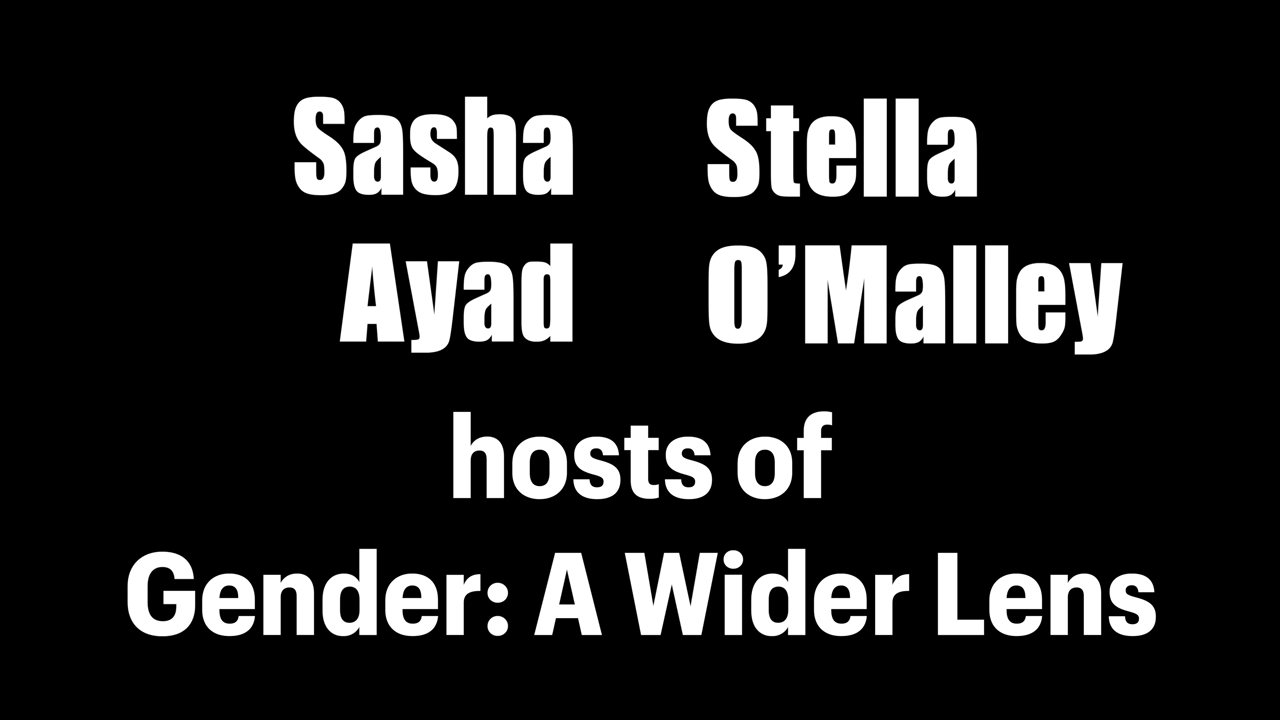 Sasha
Ayad
Stella
O’Malley
hosts of
Gender: A Wider Lens